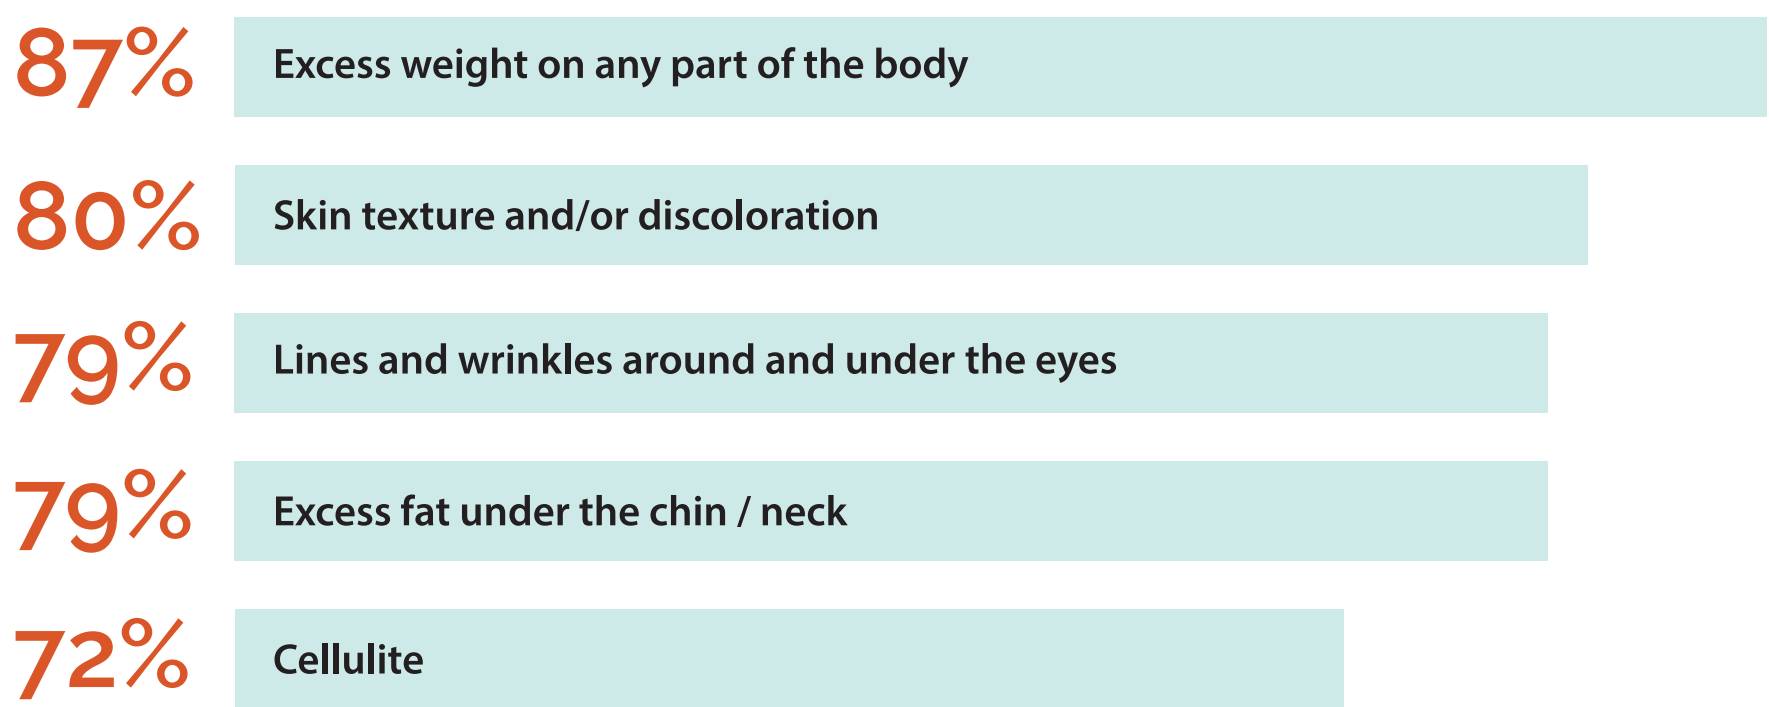 87% Excess weight on any part of the body
80% Skin texture and/or discoloration
79% Lines and wrinkles around and under the eyes
79% Excess fat under the chin / neck
72% Cellulite